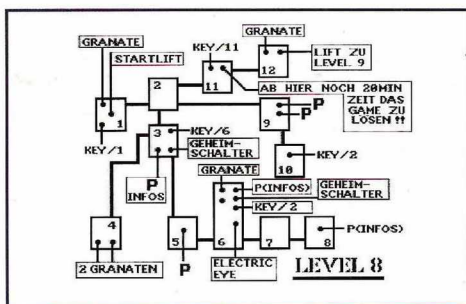 GRANATE
STARTLIFT
KEY/11
GRANATE
LIFT ZU
LEVEL 9
12
11
AB HIER NOCH 20MIN
ZEIT DAS
GAME ZU
LÖSEN !!
2
1
P
P
9
KEY/1
3
KEY/6
GEHEIM-
SCHALTER
P
INFOS
KEY/2
10
GRANATE
P(INFOS)
GEHEIM-
SCHALTER
KEY/2
4
5
6
7
8
P(INFOS)
2 GRANATEN
P
ELECTRIC
EYE
LEVEL 8